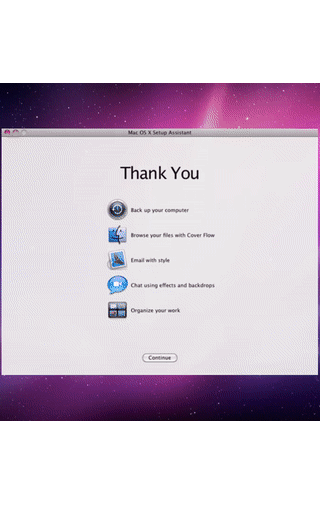 Mac OS X Setup Assistant
Thank You
Back up your computer
Browse your files with Cover Flow
Email with style
Chat using effects and backdrops
Organize your work
Continue